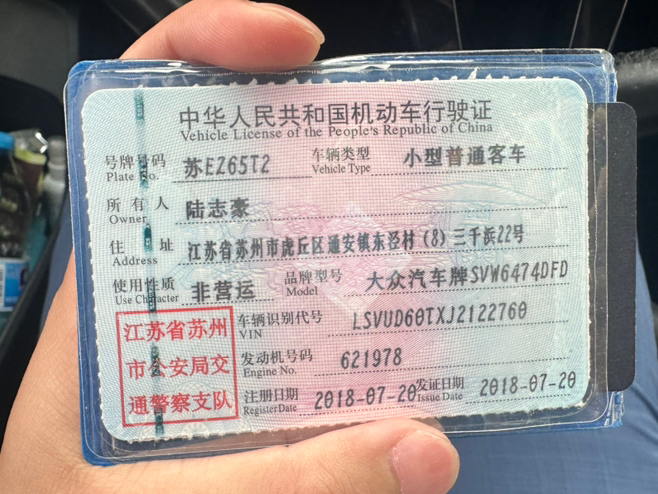 中华人民共和国机动车行驶证
Vehicle License of the People's Republic of China
号牌号码 苏EZ65T2 车辆类型 小型普通客车
Plate No. Vehicle Type
所有人 陆志豪
Owner
住址 江苏省苏州市虎丘区通安镇东泾村（8）三千浜22号
Address
使用性质 非营运 品牌型号 大众汽车牌SVW6474DFD
Use Character Model
江苏省苏州
市公安局交
通警察支队
车辆识别代号 LSVUD60TXJ2122760
VIN
发动机号码 621978
Engine No.
注册日期 2018-07-20 发证日期 2018-07-20
Register Date Issue Date